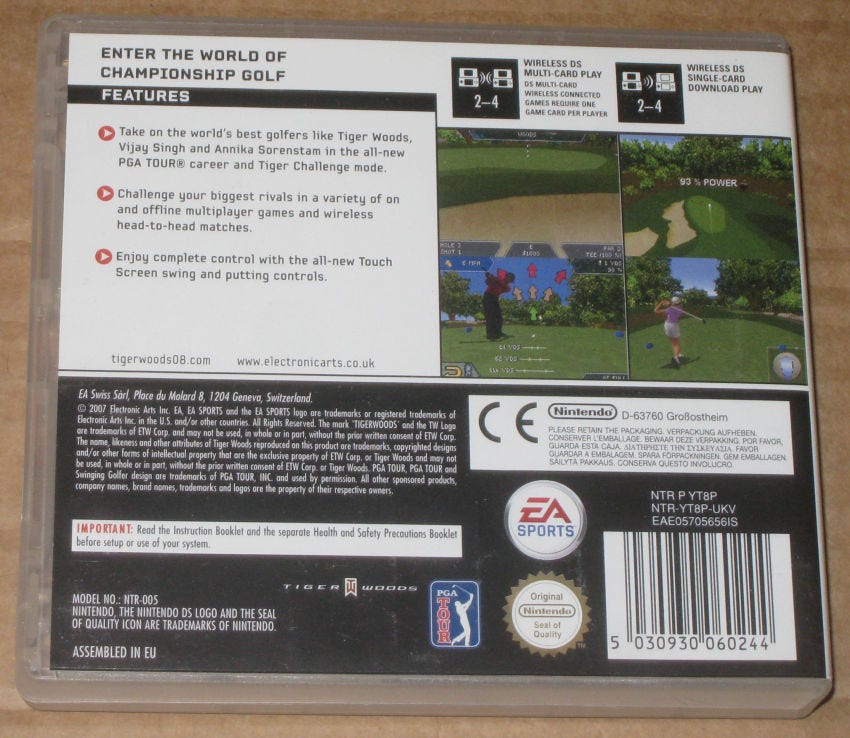 ENTER THE WORLD OF
CHAMPIONSHIP GOLF
FEATURES
Take on the world's best golfers like Tiger Woods,
Vijay Singh and Annika Sorenstam in the all-new
PGA TOUR® career and Tiger Challenge mode.
Challenge your biggest rivals in a variety of on
and offline multiplayer games and wireless
head-to-head matches.
Enjoy complete control with the all-new Touch
Screen swing and putting controls.
tigerwoods08.com www.electronicarts.co.uk
2–4
WIRELESS DS
MULTI-CARD PLAY
DS MULTI-CARD
WIRELESS CONNECTED
GAMES REQUIRE ONE
GAME CARD PER PLAYER
2–4
WIRELESS DS
SINGLE-CARD
DOWNLOAD PLAY
WOODS
HOLE 3
SHOT 1
E
$1000
PAR 3
TEE (100 %)
6 MPH
93 % POWER
EA Swiss Sàrl, Place du Molard 8, 1204 Geneva, Switzerland.
© 2007 Electronic Arts Inc. EA, EA SPORTS and the EA SPORTS logo are trademarks or registered trademarks of
Electronic Arts Inc. in the U.S. and/or other countries. All Rights Reserved. The mark 'TIGERWOODS' and the TW Logo
are trademarks of ETW Corp. and may not be used, in whole or in part, without the prior written consent of ETW Corp.
The name, likeness and other attributes of Tiger Woods reproduced on this product are trademarks, copyrighted designs
and/or other forms of intellectual property that are the exclusive property of ETW Corp. or Tiger Woods and may not
be used, in whole or in part, without prior written consent of ETW Corp. or Tiger Woods. PGA TOUR, PGA TOUR and
Swinging Golfer design are trademarks of PGA TOUR, INC. and used by permission. All other sponsored products,
company names, brand names, trademarks and logos are the property of their respective owners.
CE
Nintendo D-63760 Großostheim
PLEASE RETAIN THE PACKAGING. VERPACKUNG AUFHEBEN.
CONSERVER L'EMBALLAGE. BEWAAR DEZE VERPAKKING. POR FAVOR,
GUARDA ESTA CAJA. ΔΙΑΤΗΡΗΣΤΕ ΤΗΝ ΣΥΣΚΕΥΑΣΙΑ. FAVOR
GUARDAR A EMBALAGEM. SPARA FÖRPACKNINGEN. GEM EMBALLAGEN.
SÄILYTÄ PAKKAUS. CONSERVA QUESTO INVOLUCRO.
IMPORTANT: Read the Instruction Booklet and the separate Health and Safety Precautions Booklet
before setup or use of your system.
EA
SPORTS
NTR P YT8P
NTR-YT8P-UKV
EAE05705656IS
MODEL NO.: NTR-005
NINTENDO, THE NINTENDO DS LOGO AND THE SEAL
OF QUALITY ICON ARE TRADEMARKS OF NINTENDO.
ASSEMBLED IN EU
TIGER WOODS
PGA
TOUR
Original
Nintendo
Seal of
Quality
TM
5 030930 060244